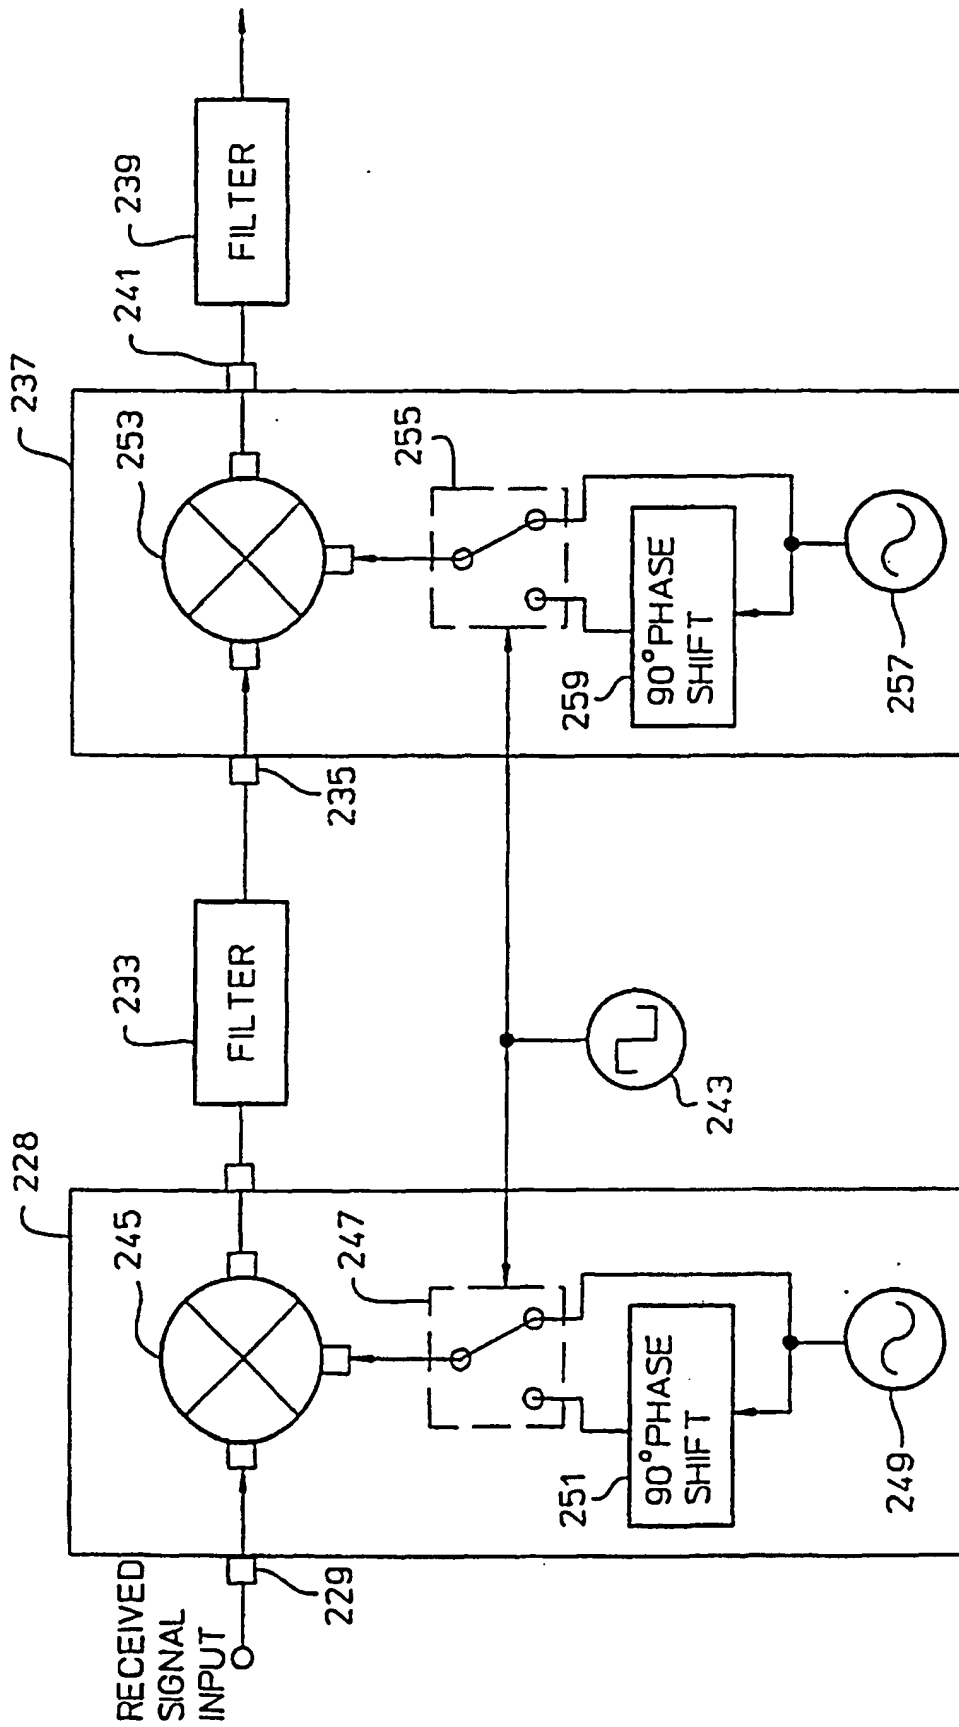 RECEIVED
SIGNAL
INPUT
229
228
245
247
251
90°PHASE
SHIFT
249
233
FILTER
243
235
237
253
255
259
90°PHASE
SHIFT
257
241
239
FILTER